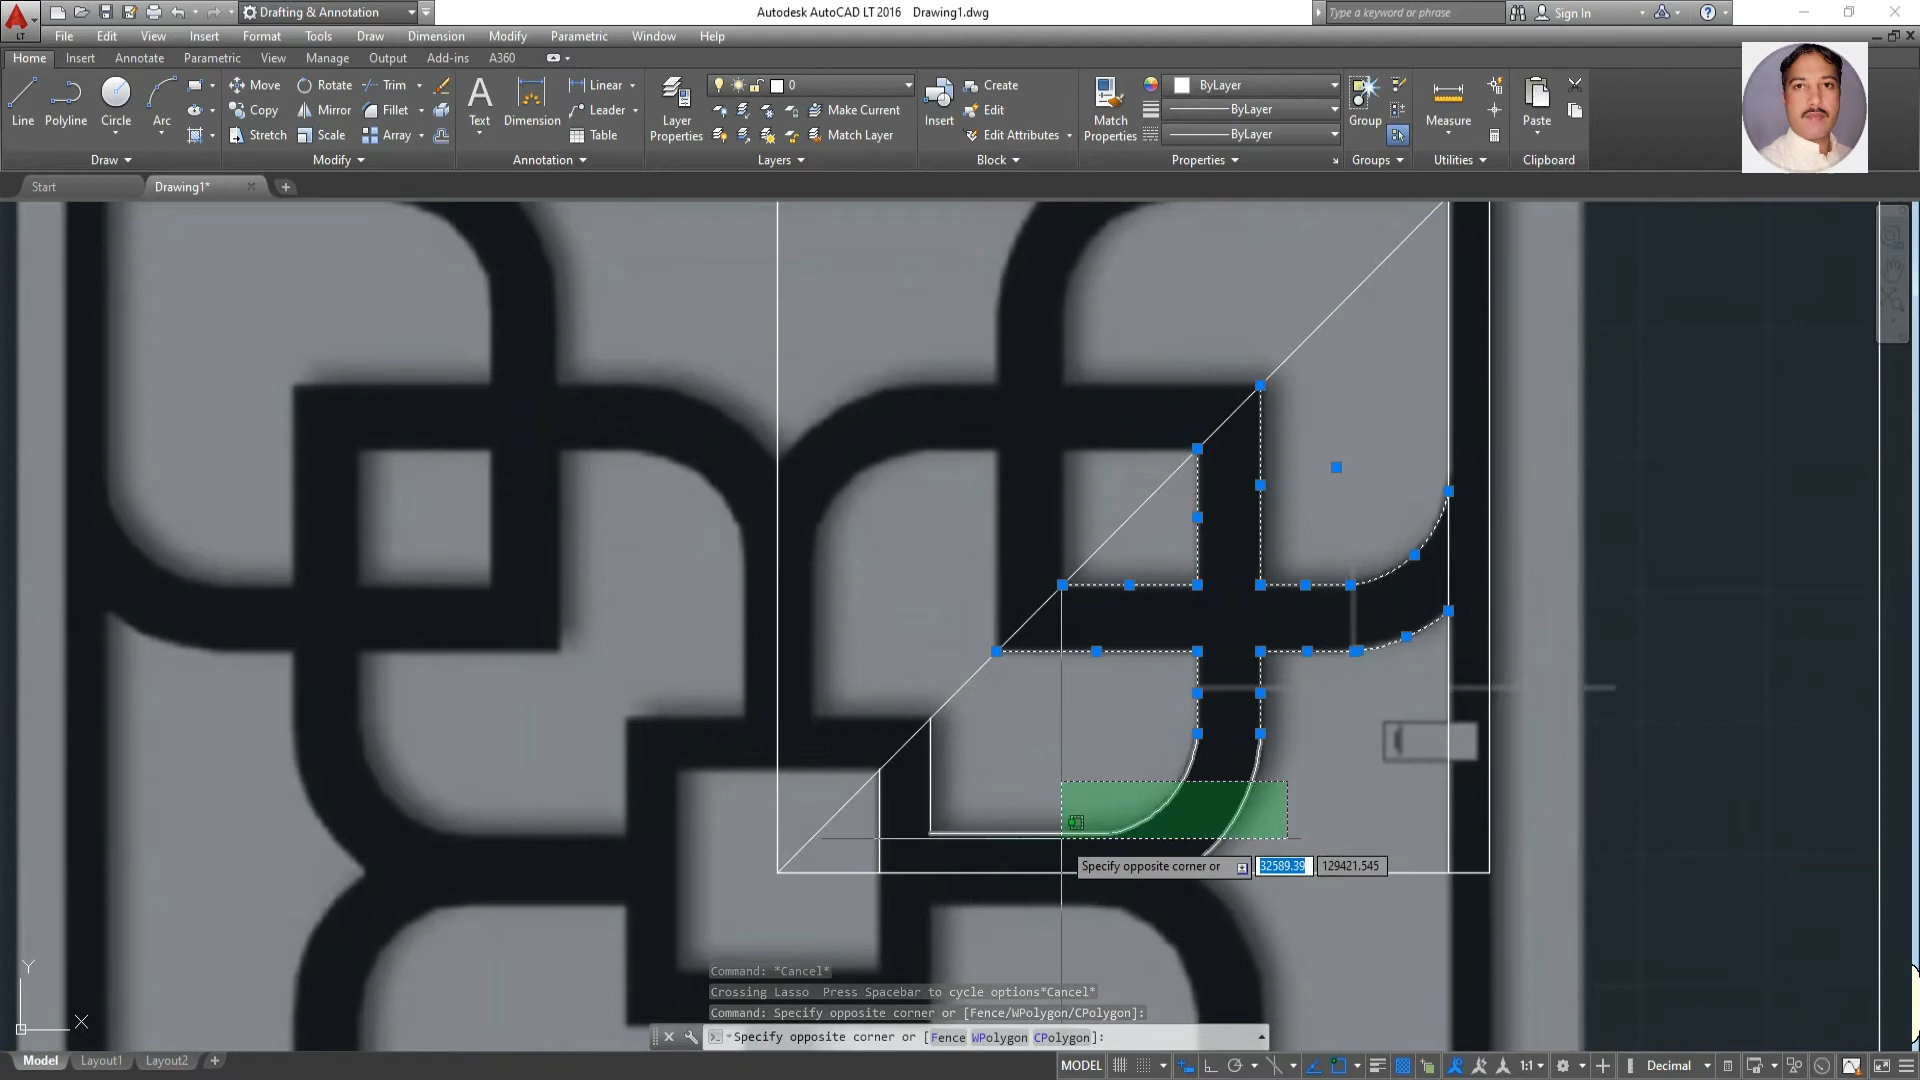 Drafting & Annotation
Autodesk AutoCAD LT 2016 Drawing1.dwg
Type a keyword or phrase
Sign In
LT
File Edit View Insert Format Tools Draw Dimension Modify Parametric Window Help
Home Insert Annotate Parametric View Manage Output Add-ins A360
Line Polyline Circle Arc
Move Rotate Trim
Copy Mirror Fillet
Stretch Scale Array
Text Dimension
Linear
Leader
Table
Layer Properties
0
Make Current
Match Layer
Insert
Create
Edit
Edit Attributes
Match Properties
ByLayer
ByLayer
ByLayer
Group
Measure
Paste
Draw Modify Annotation Layers Block Properties Groups Utilities Clipboard
Start Drawing1*
Specify opposite corner or 32589.39 129421.545
Y
X
Command: *Cancel*
Crossing Lasso Press Spacebar to cycle options*Cancel*
Command: Specify opposite corner or [Fence/WPolygon/CPolygon]:
Specify opposite corner or [Fence WPolygon CPolygon]:
Model Layout1 Layout2
MODEL 1:1 Decimal